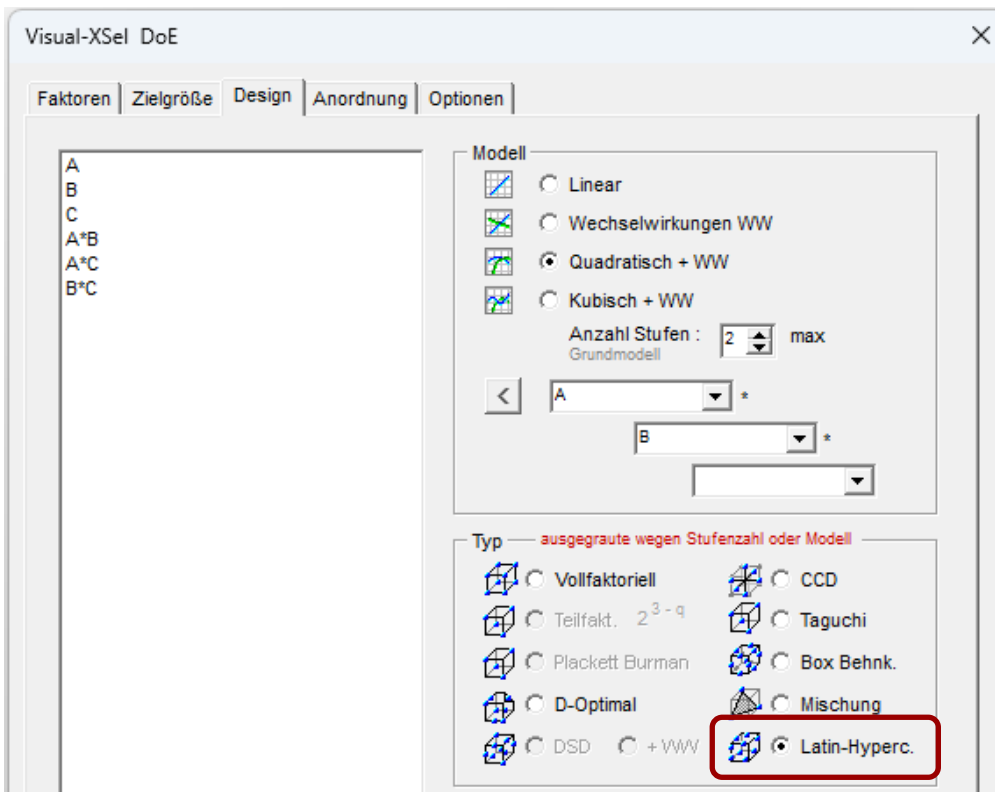 Visual-XSel DoE
Faktoren Zielgröße Design Anordnung Optionen
A
B
C
A*B
A*C
B*C
Modell
Linear
Wechselwirkungen WW
Quadratisch + WW
Kubisch + WW
Anzahl Stufen : 2 max
Grundmodell
< A *
B *
Typ ausgegraute wegen Stufenzahl oder Modell
Vollfaktoriell CCD
Teilfakt. 2^3 - q Taguchi
Plackett Burman Box Behnk.
D-Optimal Mischung
DSD + WW Latin-Hyperc.